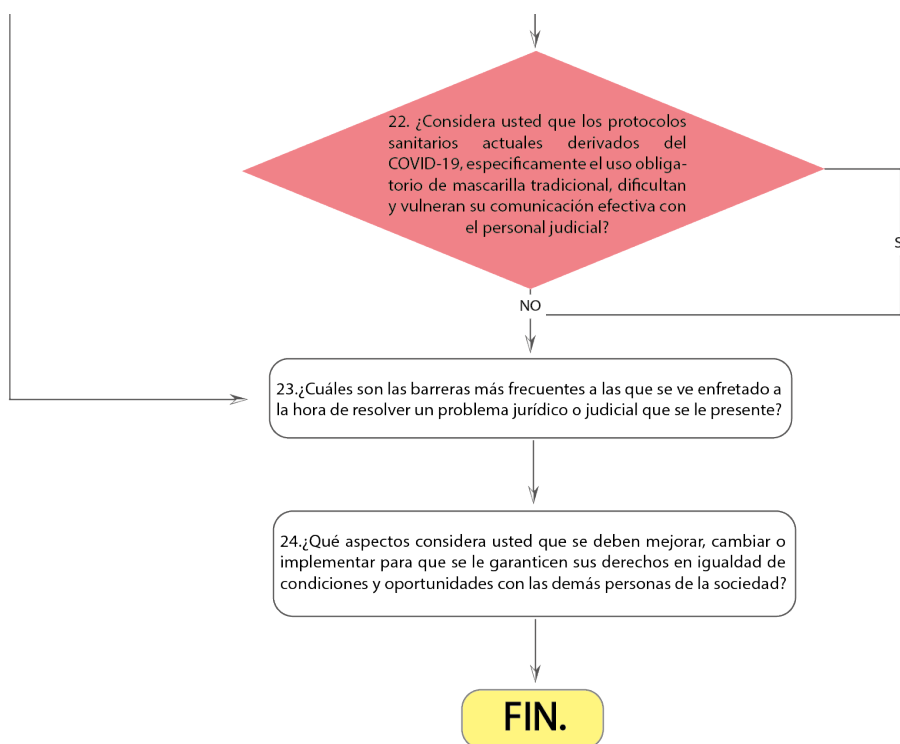 22. ¿Considera usted que los protocolos
sanitarios actuales derivados del
COVID-19, especificamente el uso obliga-
torio de mascarilla tradicional, dificultan
y vulneran su comunicación efectiva con
el personal judicial?
S
NO
23.¿Cuáles son las barreras más frecuentes a las que se ve enfretado a
la hora de resolver un problema jurídico o judicial que se le presente?
24.¿Qué aspectos considera usted que se deben mejorar, cambiar o
implementar para que se le garanticen sus derechos en igualdad de
condiciones y oportunidades con las demás personas de la sociedad?
FIN.